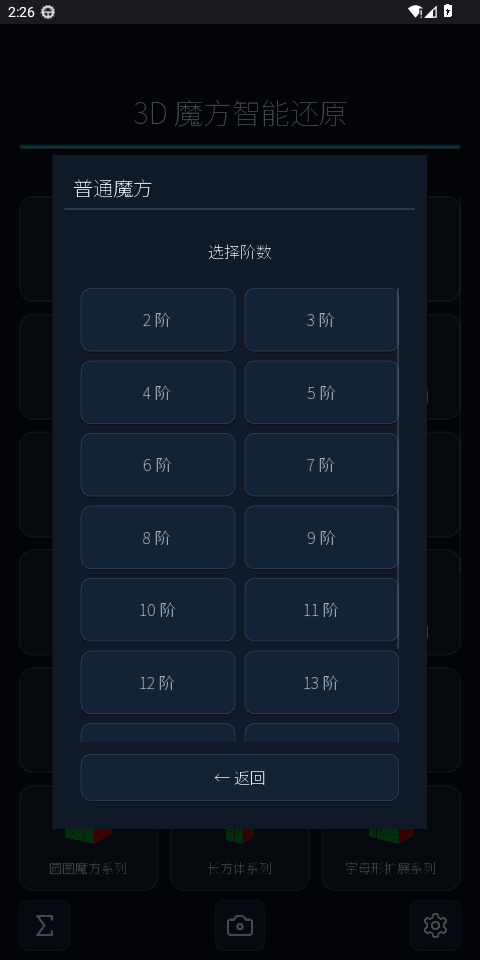 2:26
3D 魔方智能还原
普通魔方
选择阶数
2 阶
3 阶
4 阶
5 阶
6 阶
7 阶
8 阶
9 阶
10 阶
11 阶
12 阶
13 阶
← 返回
圆圈魔方系列
长方体系列
字母形扩展系列